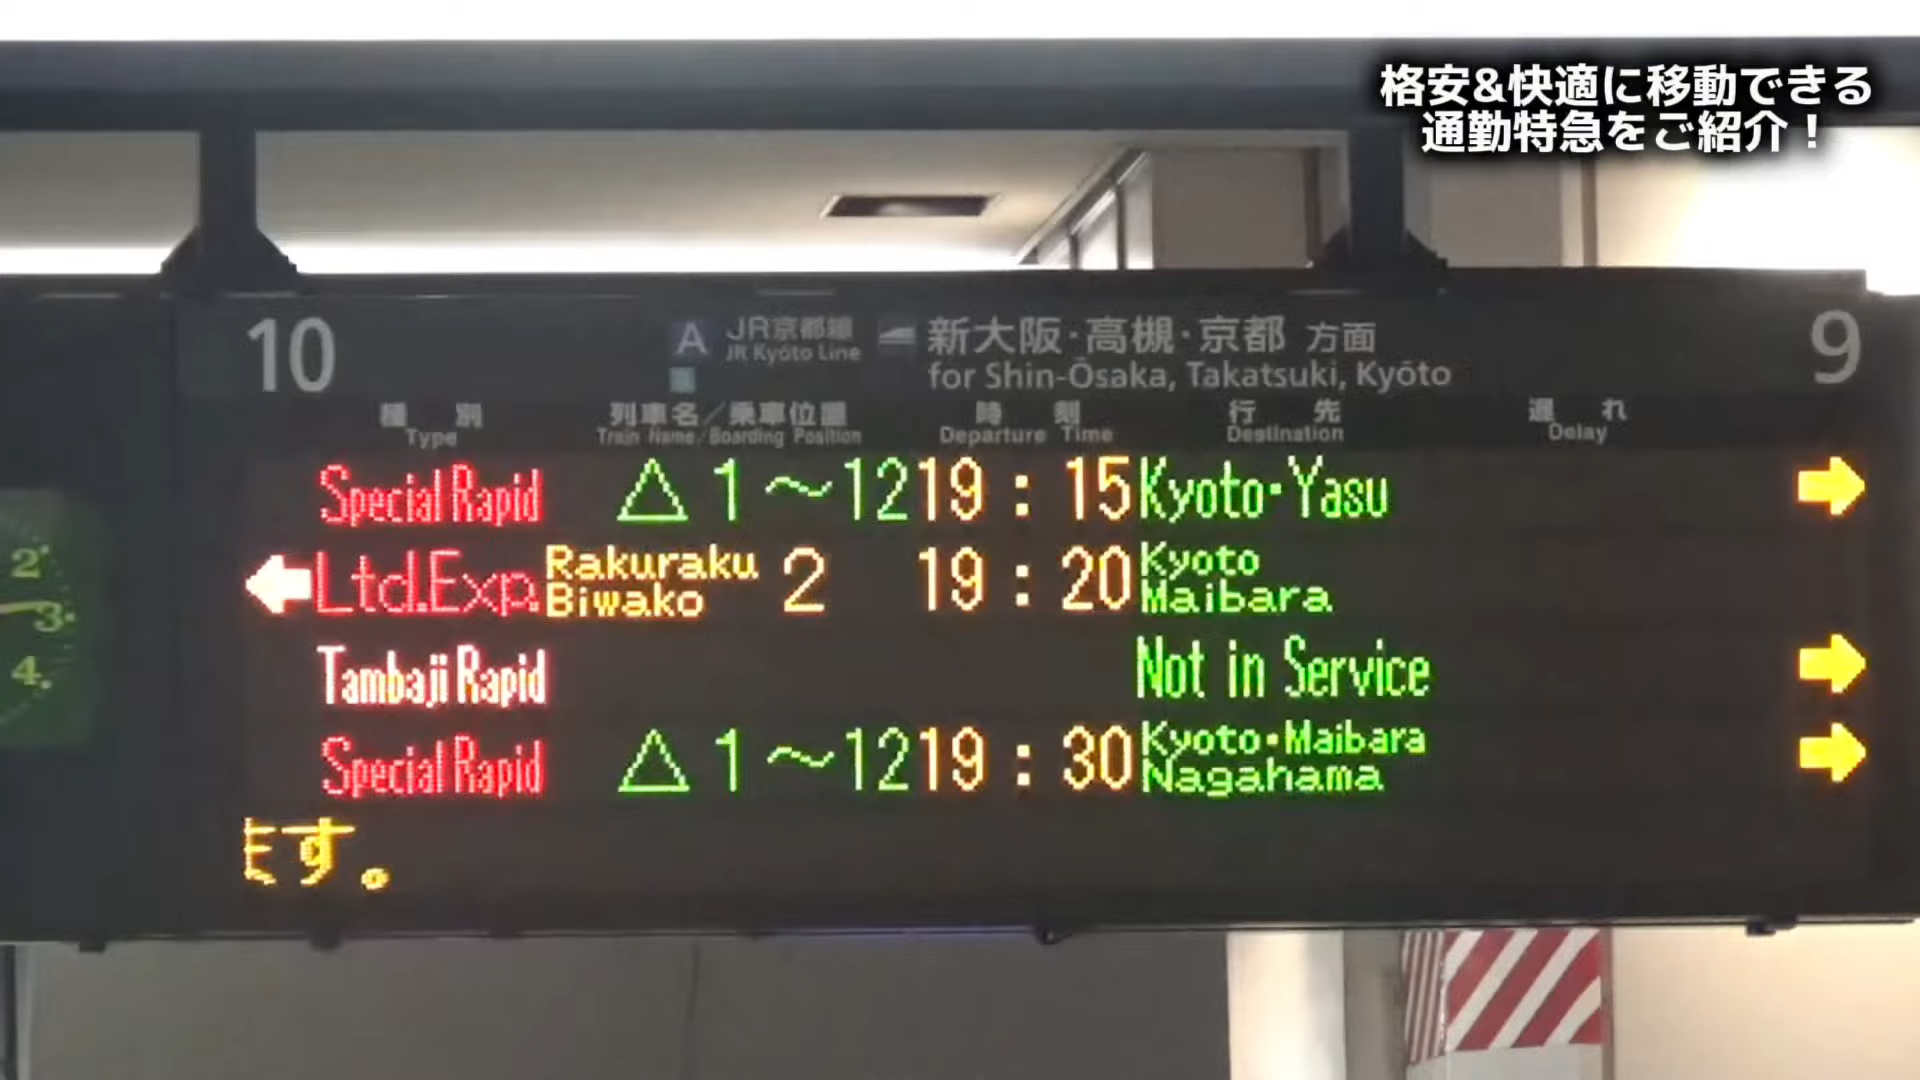 格安&快適に移動できる
通勤特急をご紹介！
10
A JR京都線
JR Kyōto Line
新大阪・高槻・京都 方面
for Shin-Ōsaka, Takatsuki, Kyōto
9
種別 列車名／乗車位置 時刻 行先 遅れ
Type Train Name/Boarding Position Departure Time Destination Delay
Special Rapid △ 1～12 19:15 Kyoto・Yasu →
← Ltd.Exp. Rakuraku Biwako 2 19:20 Kyoto Maibara
Tambaji Rapid Not in Service →
Special Rapid △ 1～12 19:30 Kyoto・Maibara Nagahama →
ます。
2
3
4